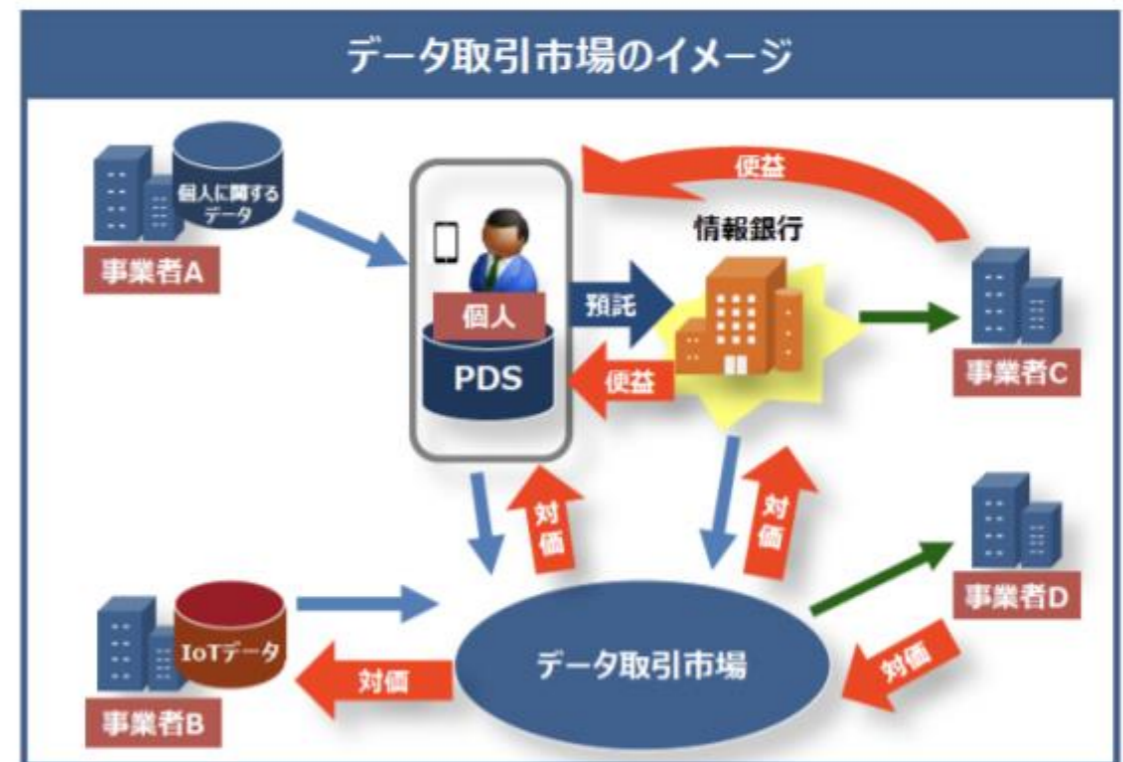 データ取引市場のイメージ
個人に関する
データ
事業者A
便益
情報銀行
個人
預託
PDS
便益
事業者C
対
価
対
価
事業者D
IoTデータ
対価
データ取引市場
対価
事業者B